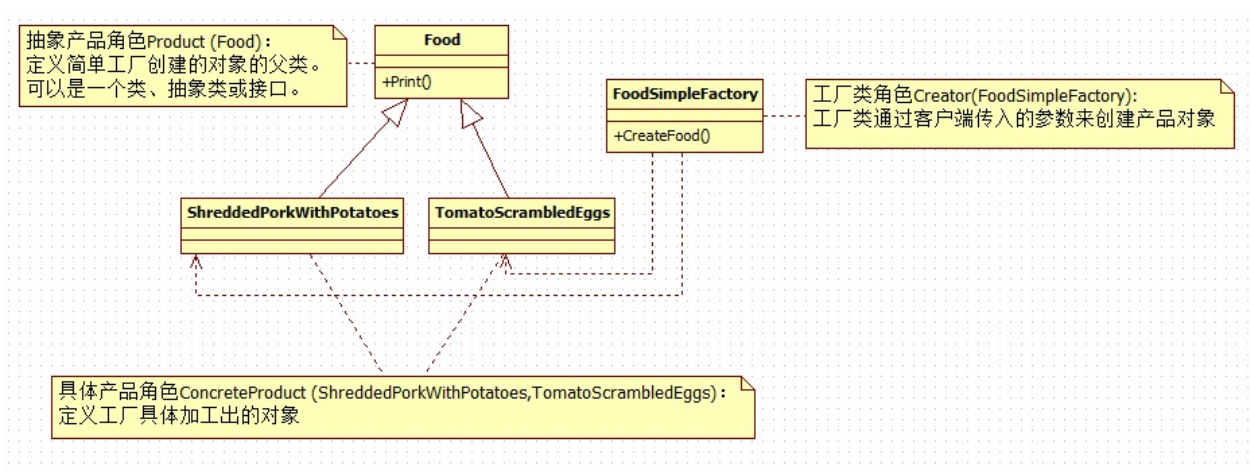 抽象产品角色Product (Food)：
定义简单工厂创建的对象的父类。
可以是一个类、抽象类或接口。
Food
+Print()
FoodSimpleFactory
+CreateFood()
工厂类角色Creator(FoodSimpleFactory):
工厂类通过客户端传入的参数来创建产品对象
ShreddedPorkWithPotatoes
TomatoScrambledEggs
具体产品角色ConcreteProduct (ShreddedPorkWithPotatoes,TomatoScrambledEggs)：
定义工厂具体加工出的对象